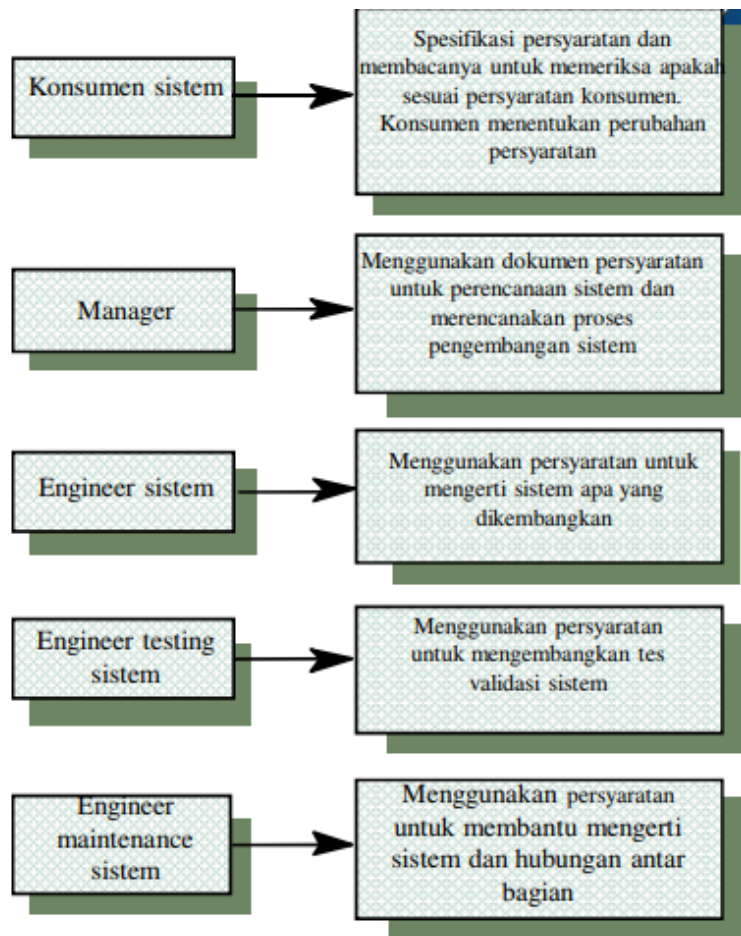 Konsumen sistem
Spesifikasi persyaratan dan
membacanya untuk memeriksa apakah
sesuai persyaratan konsumen.
Konsumen menentukan perubahan
persyaratan
Manager
Menggunakan dokumen persyaratan
untuk perencanaan sistem dan
merencanakan proses
pengembangan sistem
Engineer sistem
Menggunakan persyaratan untuk
mengerti sistem apa yang
dikembangkan
Engineer testing
sistem
Menggunakan persyaratan
untuk mengembangkan tes
validasi sistem
Engineer
maintenance
sistem
Menggunakan persyaratan
untuk membantu mengerti
sistem dan hubungan antar
bagian